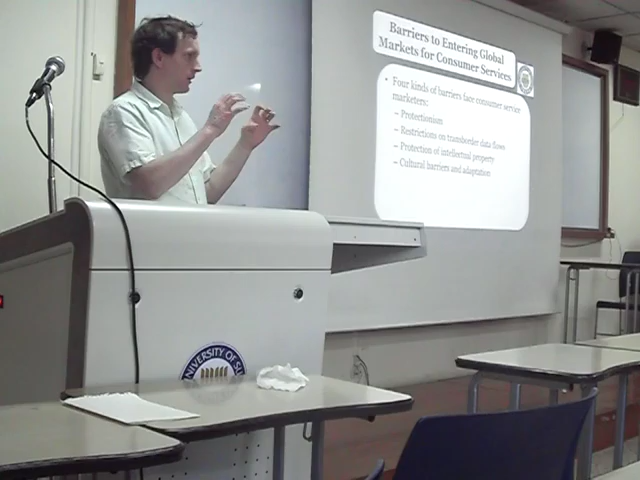 Barriers to Entering Global
Markets for Consumer Services
• Four kinds of barriers face consumer service
marketers:
– Protectionism
– Restrictions on transborder data flows
– Protection of intellectual property
– Cultural barriers and adaptation
UNIVERSITY OF